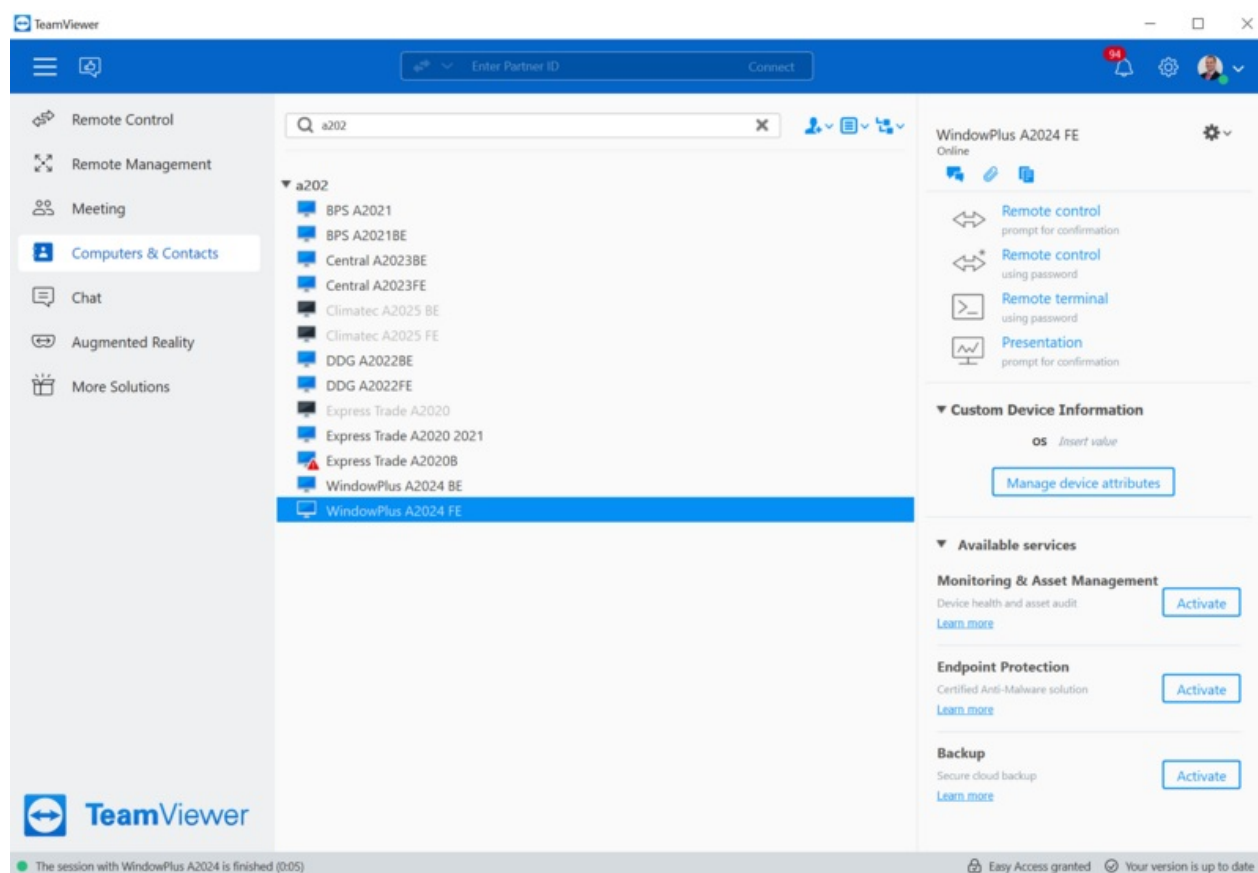 TeamViewer
Enter Partner ID
Connect
94
Remote Control
Remote Management
Meeting
Computers & Contacts
Chat
Augmented Reality
More Solutions
TeamViewer
a202
a202
BPS A2021
BPS A2021BE
Central A2023BE
Central A2023FE
Climatec A2025 BE
Climatec A2025 FE
DDG A2022BE
DDG A2022FE
Express Trade A2020
Express Trade A2020 2021
Express Trade A2020B
WindowPlus A2024 BE
WindowPlus A2024 FE
WindowPlus A2024 FE
Online
Remote control
prompt for confirmation
Remote control
using password
Remote terminal
using password
Presentation
prompt for confirmation
Custom Device Information
OS Insert value
Manage device attributes
Available services
Monitoring & Asset Management
Device health and asset audit
Activate
Learn more
Endpoint Protection
Certified Anti-Malware solution
Activate
Learn more
Backup
Secure cloud backup
Activate
Learn more
The session with WindowPlus A2024 is finished (0:05)
Easy Access granted
Your version is up to date